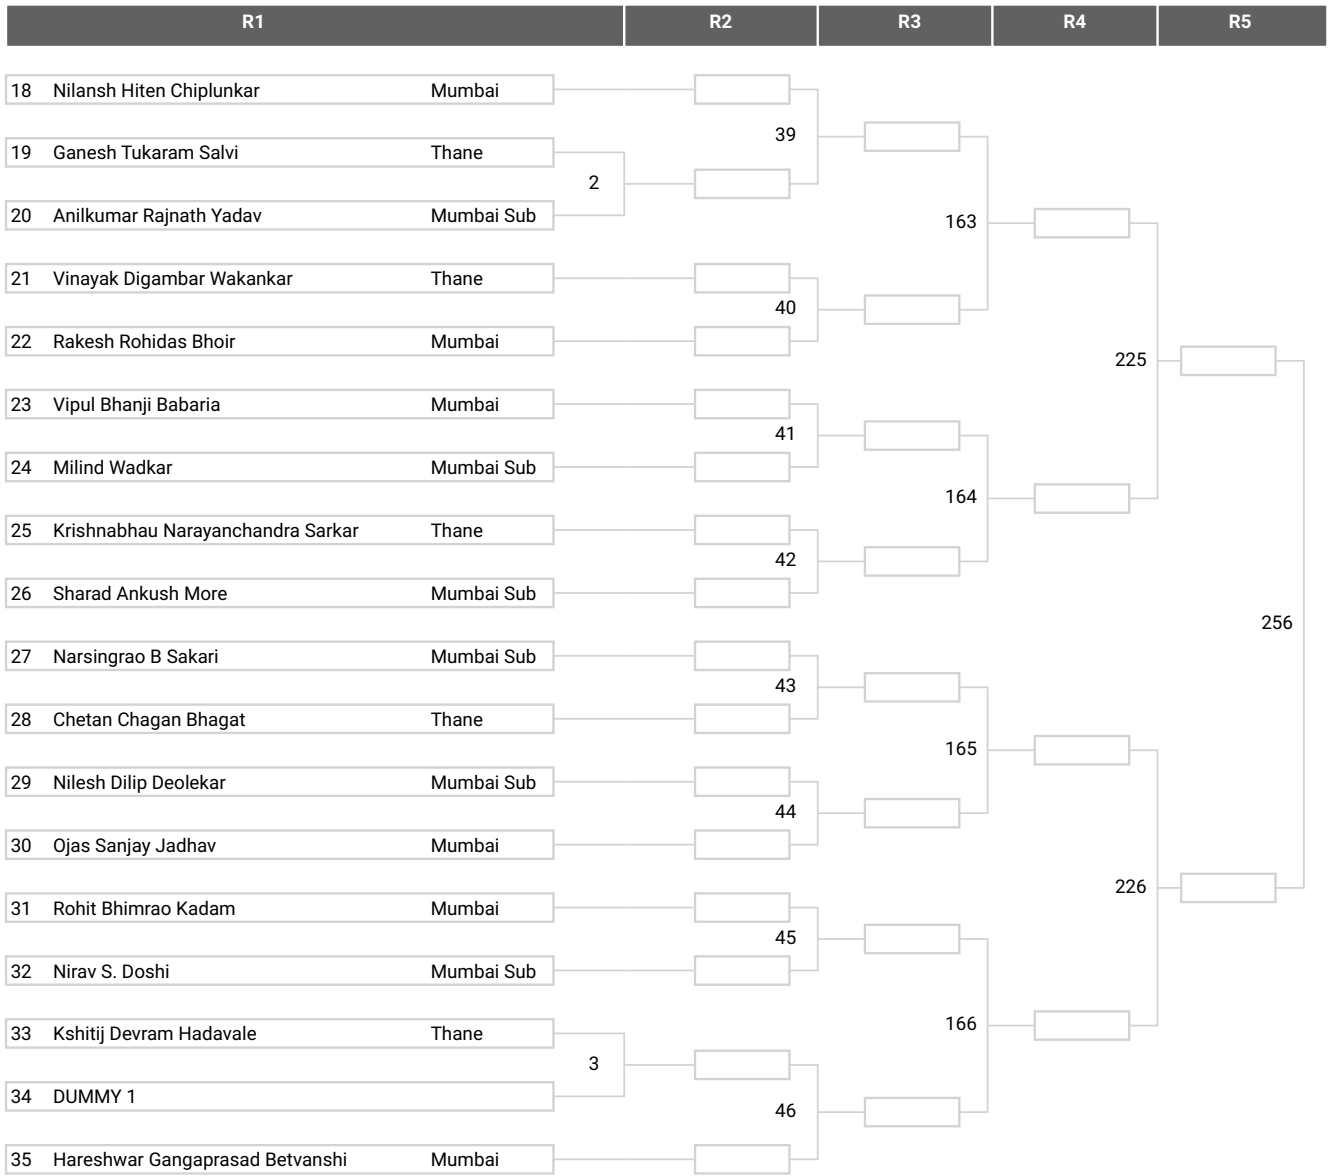 R1 R2 R3 R4 R5
18 Nilansh Hiten Chiplunkar Mumbai
39
19 Ganesh Tukaram Salvi Thane
2
20 Anilkumar Rajnath Yadav Mumbai Sub
163
21 Vinayak Digambar Wakankar Thane
40
22 Rakesh Rohidas Bhoir Mumbai
225
23 Vipul Bhanji Babaria Mumbai
41
24 Milind Wadkar Mumbai Sub
164
25 Krishnabhau Narayanchandra Sarkar Thane
42
26 Sharad Ankush More Mumbai Sub
256
27 Narsingrao B Sakari Mumbai Sub
43
28 Chetan Chagan Bhagat Thane
165
29 Nilesh Dilip Deolekar Mumbai Sub
44
30 Ojas Sanjay Jadhav Mumbai
226
31 Rohit Bhimrao Kadam Mumbai
45
32 Nirav S. Doshi Mumbai Sub
166
33 Kshitij Devram Hadavale Thane
3
34 DUMMY 1
46
35 Hareshwar Gangaprasad Betvanshi Mumbai